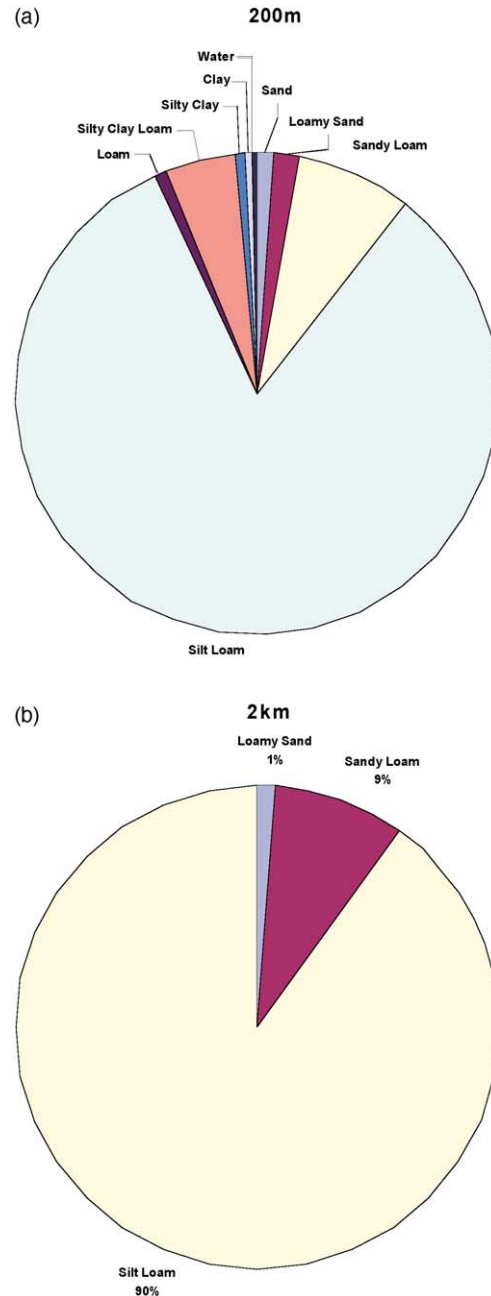 (a)
200m
Water
Clay
Sand
Silty Clay
Loamy Sand
Silty Clay Loam
Sandy Loam
Loam
Silt Loam
(b)
2km
Loamy Sand
1%
Sandy Loam
9%
Silt Loam
90%